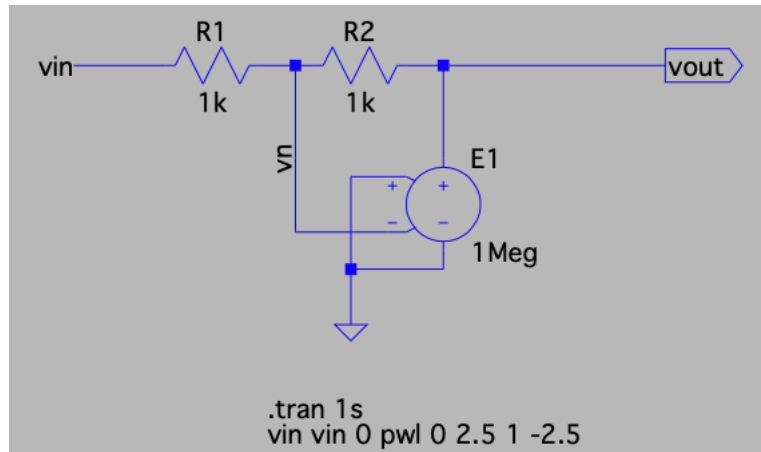 R1
R2
vin
vout
1k
1k
vn
E1
+
+
−
−
1Meg
.tran 1s
vin vin 0 pwl 0 2.5 1 -2.5